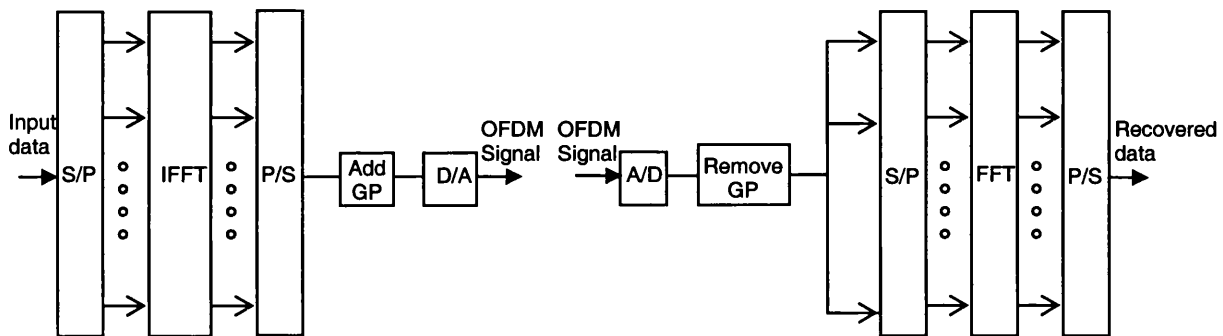 Input
data
S/P
IFFT
P/S
Add
GP
D/A
OFDM
Signal
OFDM
Signal
A/D
Remove
GP
S/P
FFT
P/S
Recovered
data